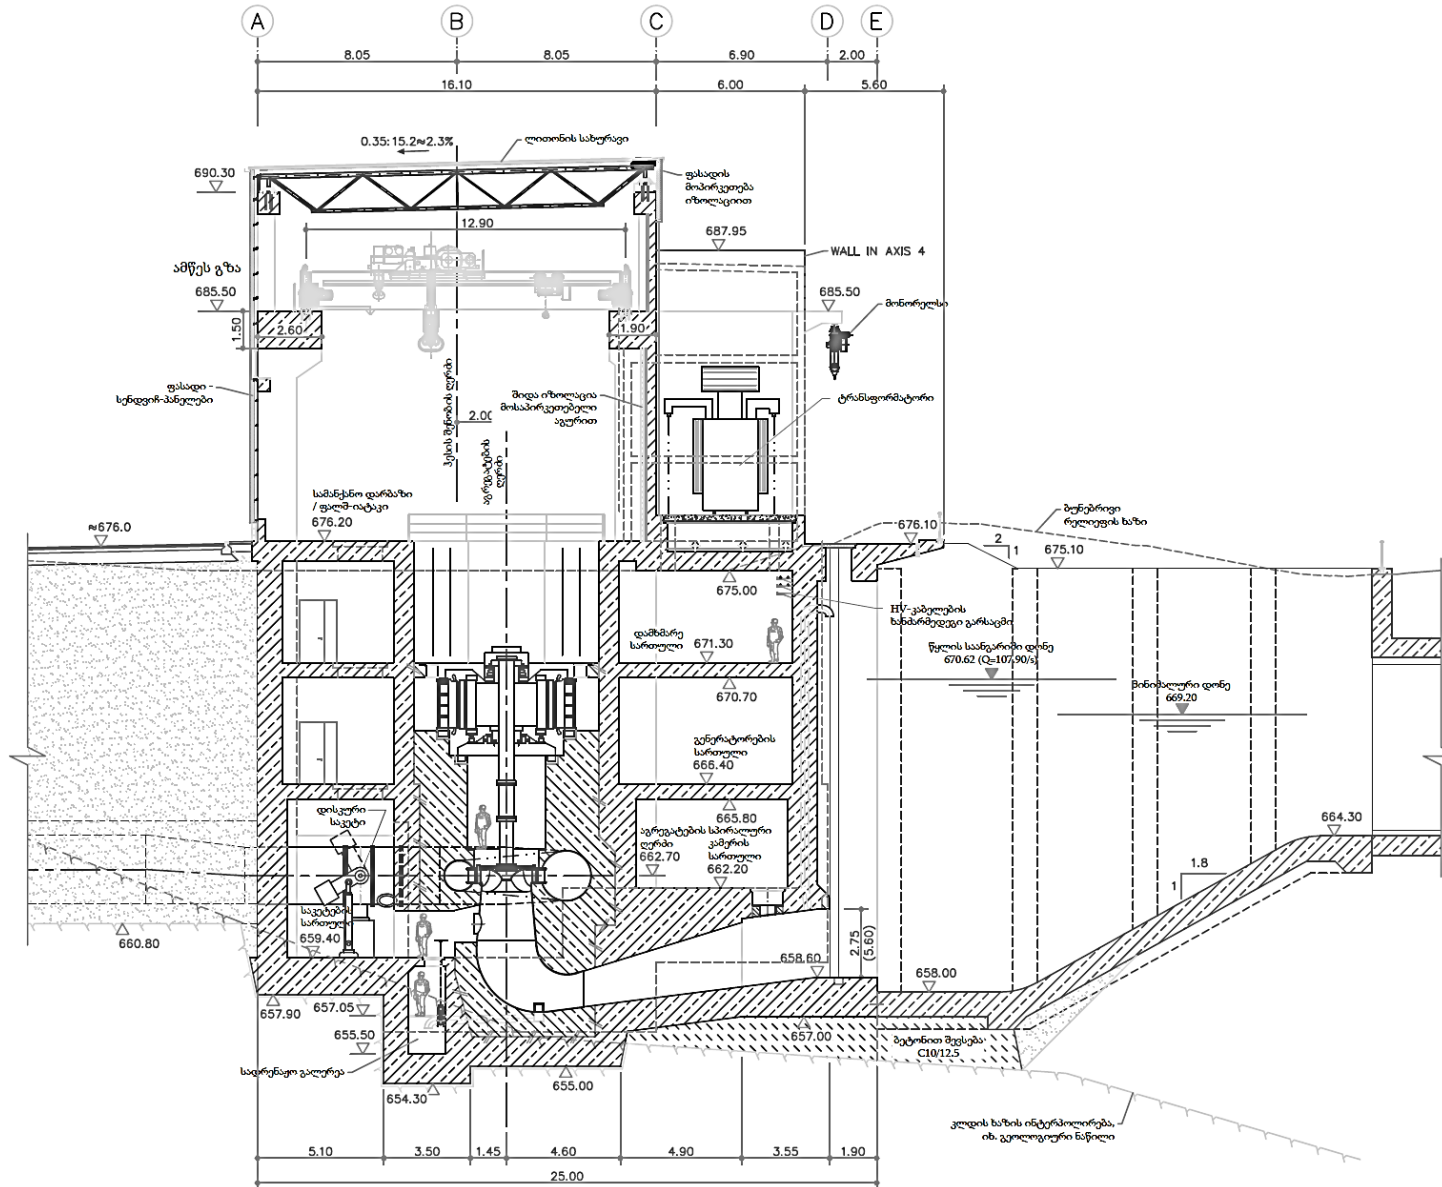 A B C D E
8.05 8.05 6.90 2.00
16.10 6.00 5.60
0.35:15.2≈2.3%
ლითონის სახურავი
690.30
ფასადის
მოპირკეთება
იზოლაციით
12.90
687.95
WALL IN AXIS 4
ამწეს გზა
685.50
685.50
მონორელსი
1.50
2.60
1.90
ფასადი -
სენდვიჩ-პანელები
ჰესის შენობის ღერძი
2.00
აგრეგატების
ღერძი
შიდა იზოლაცია
მოსაპირკეთებელი
აგურით
ტრანსფორმატორი
სამანქანო დარბაზი
/ ფალშ-იატაკი
676.20
≈676.0
676.10
2
1
675.10
ბუნებრივი
რელიეფის ხაზი
675.00
HV-კაბელების
ხანძარმედეგი გარსაცმი
დამხმარე
სართული
671.30
წყლის საანგარიშო დონე
670.62 (Q=107.90/s)
მინიმალური დონე
669.20
670.70
გენერატორების
სართული
666.40
665.80
დისკური
საკეტი
აგრეგატების
ღერძი
662.70
სპირალური
კამერის
სართული
662.20
664.30
1.8
1
საკეტების
სართული
659.40
660.80
2.75
(5.60)
658.60
658.00
657.90
657.05
655.50
657.00
ბეტონით შევსება
C10/12.5
სადრენაჟო გალერეა
654.30
655.00
კლდის ხაზის ინტერპოლირება,
იხ. გეოლოგიური ნაწილი
5.10 3.50 1.45 4.60 4.90 3.55 1.90
25.00